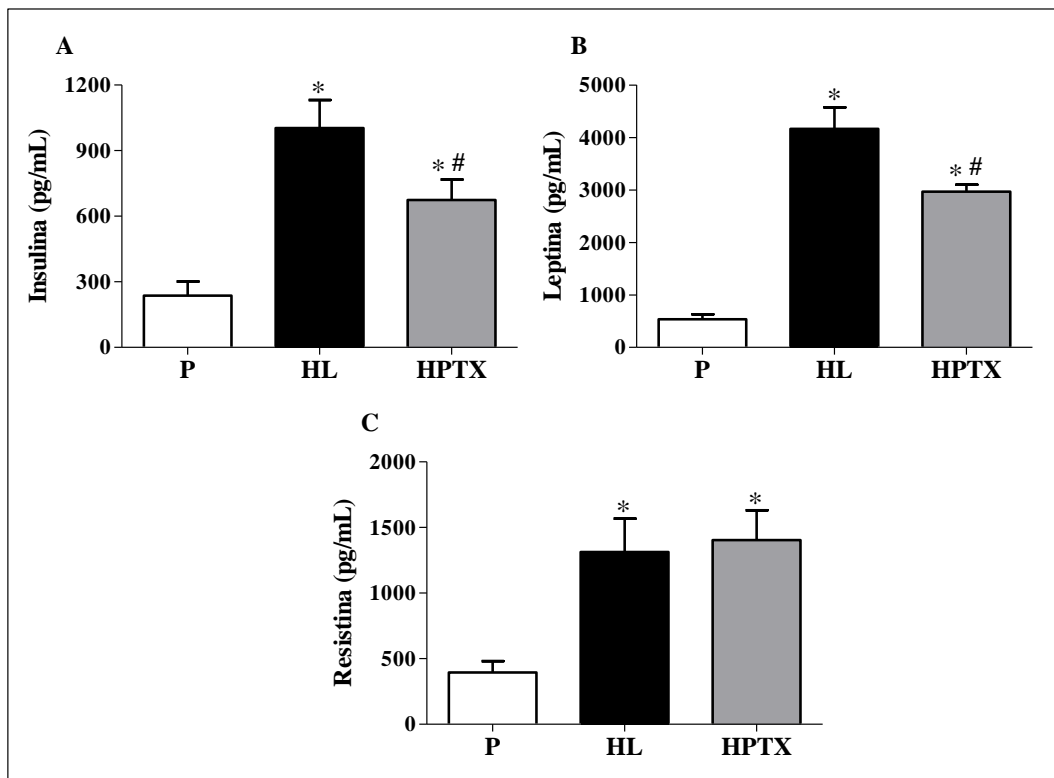 A
Insulina (pg/mL)
1200
900
600
300
0
*
* #
P HL HPTX
B
Leptina (pg/mL)
5000
4000
3000
2000
1000
0
*
* #
P HL HPTX
C
Resistina (pg/mL)
2000
1500
1000
500
0
*
*
P HL HPTX